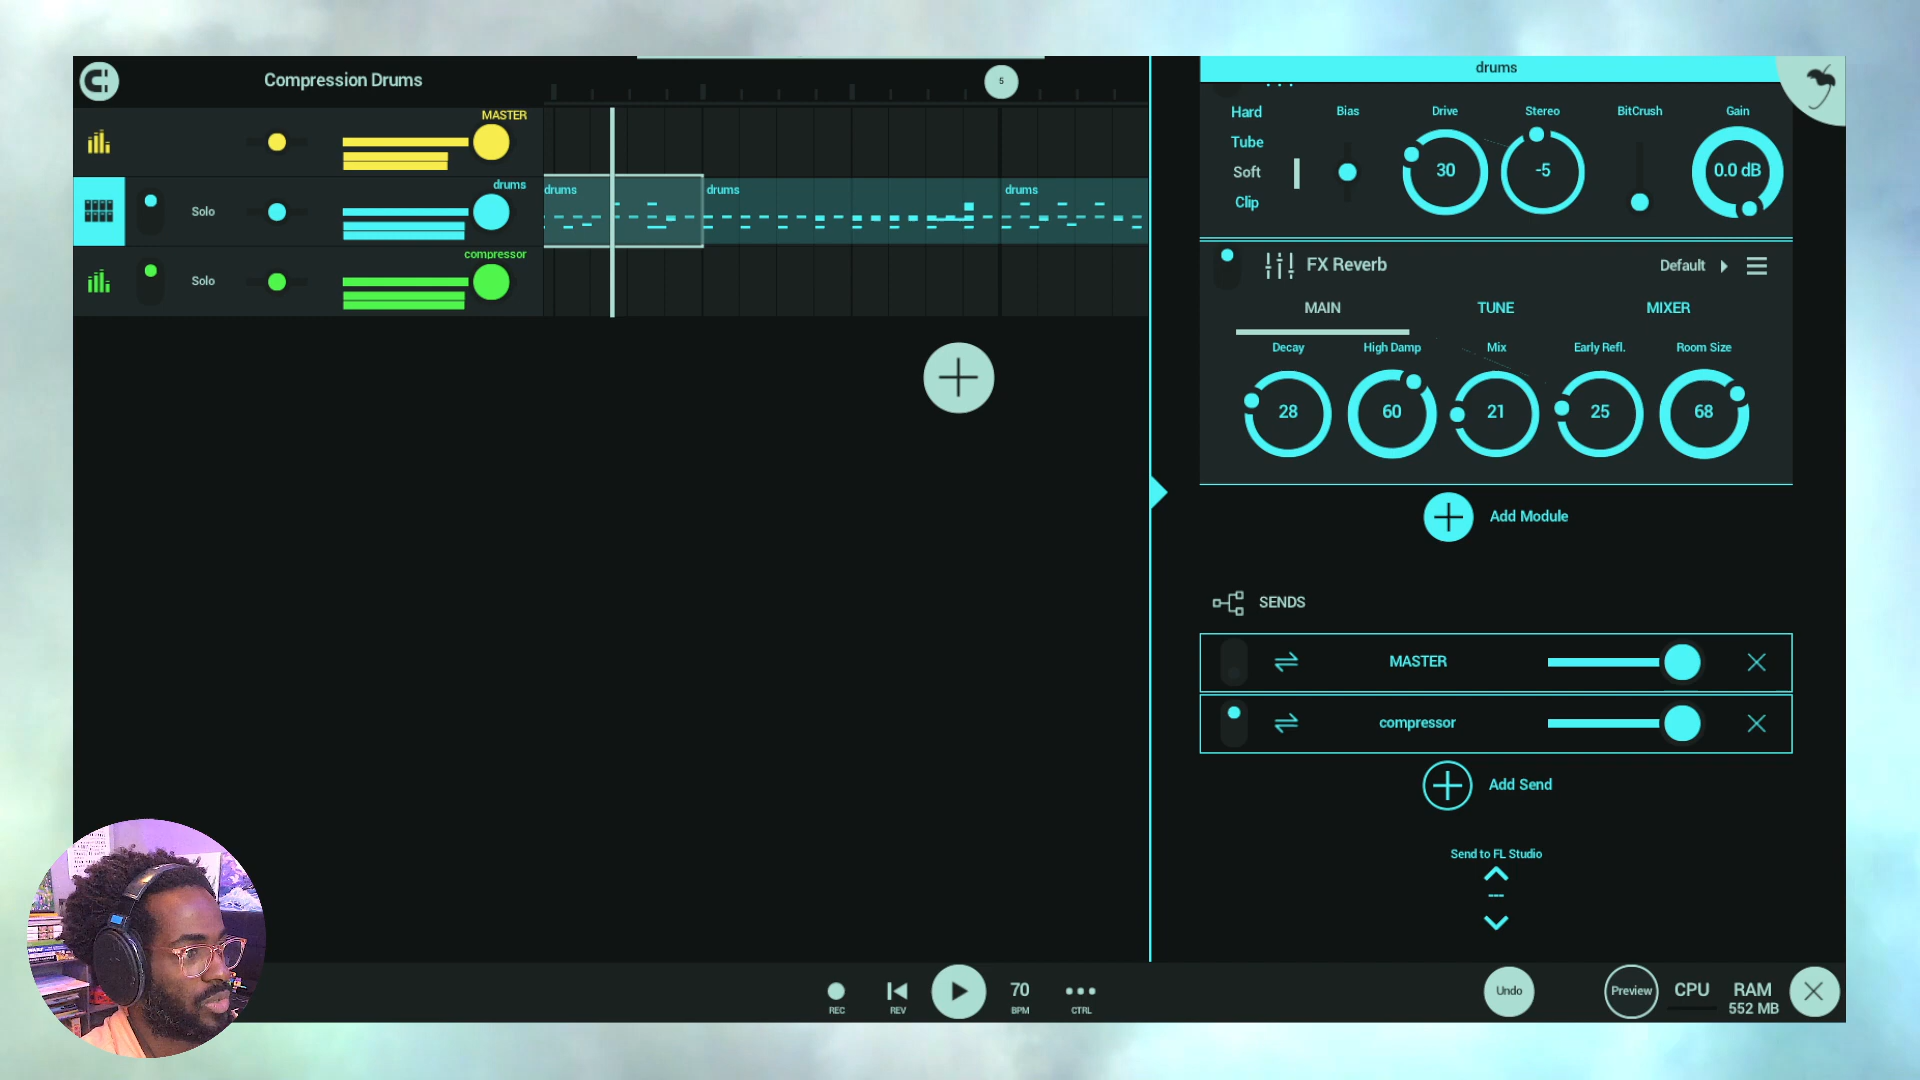 Compression Drums
5
drums
MASTER
Hard
Tube
Soft
Clip
Bias
Drive
30
Stereo
-5
BitCrush
Gain
0.0 dB
Solo
drums
drums
drums
drums
Solo
compressor
FX Reverb
Default
MAIN
TUNE
MIXER
Decay
High Damp
Mix
Early Refl.
Room Size
28
60
21
25
68
Add Module
SENDS
MASTER
compressor
Add Send
Send to FL Studio
---
REC
REV
70
BPM
CTRL
Undo
Preview
CPU
RAM
552 MB